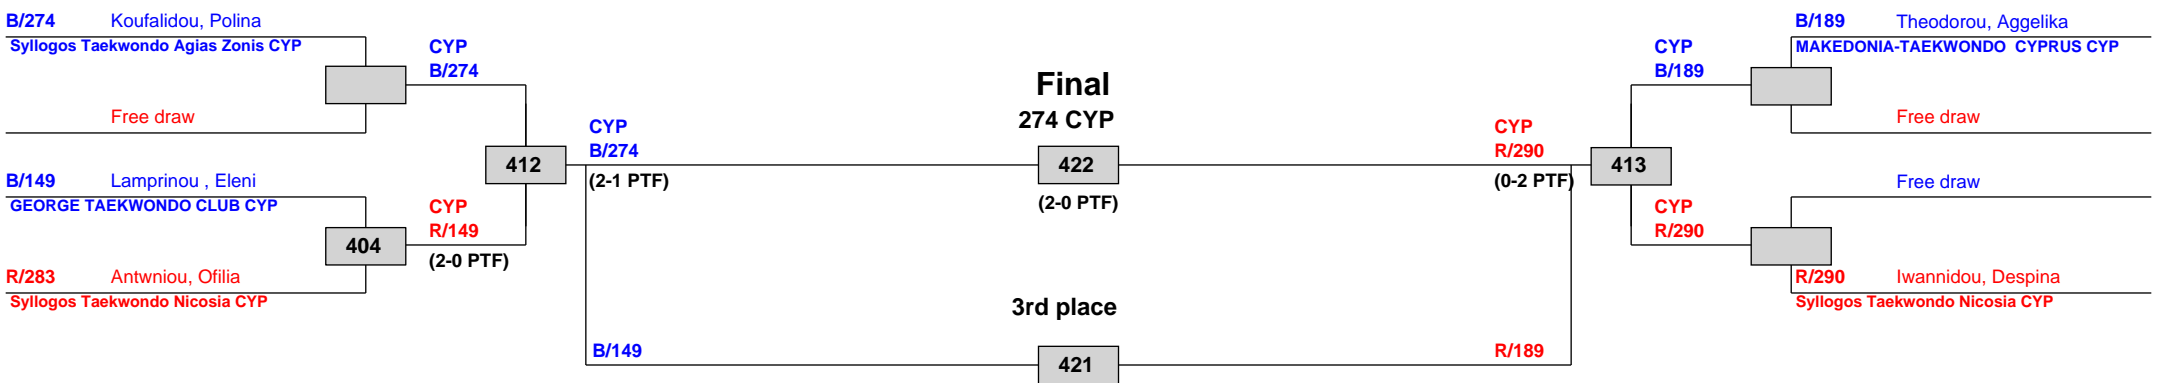 B/274 Koufalidou, Polina
Syllogos Taekwondo Agias Zonis CYP
Free draw
B/149 Lamprinou , Eleni
GEORGE TAEKWONDO CLUB CYP
404
R/283 Antwniou, Ofilia
Syllogos Taekwondo Nicosia CYP
CYP
B/274
CYP
R/149
(2-0 PTF)
412
CYP
B/274
(2-1 PTF)
Final
274 CYP
422
(2-0 PTF)
3rd place
B/149
421
R/189
CYP
R/290
(0-2 PTF)
413
CYP
B/189
CYP
R/290
B/189 Theodorou, Aggelika
MAKEDONIA-TAEKWONDO CYPRUS CYP
Free draw
Free draw
R/290 Iwannidou, Despina
Syllogos Taekwondo Nicosia CYP